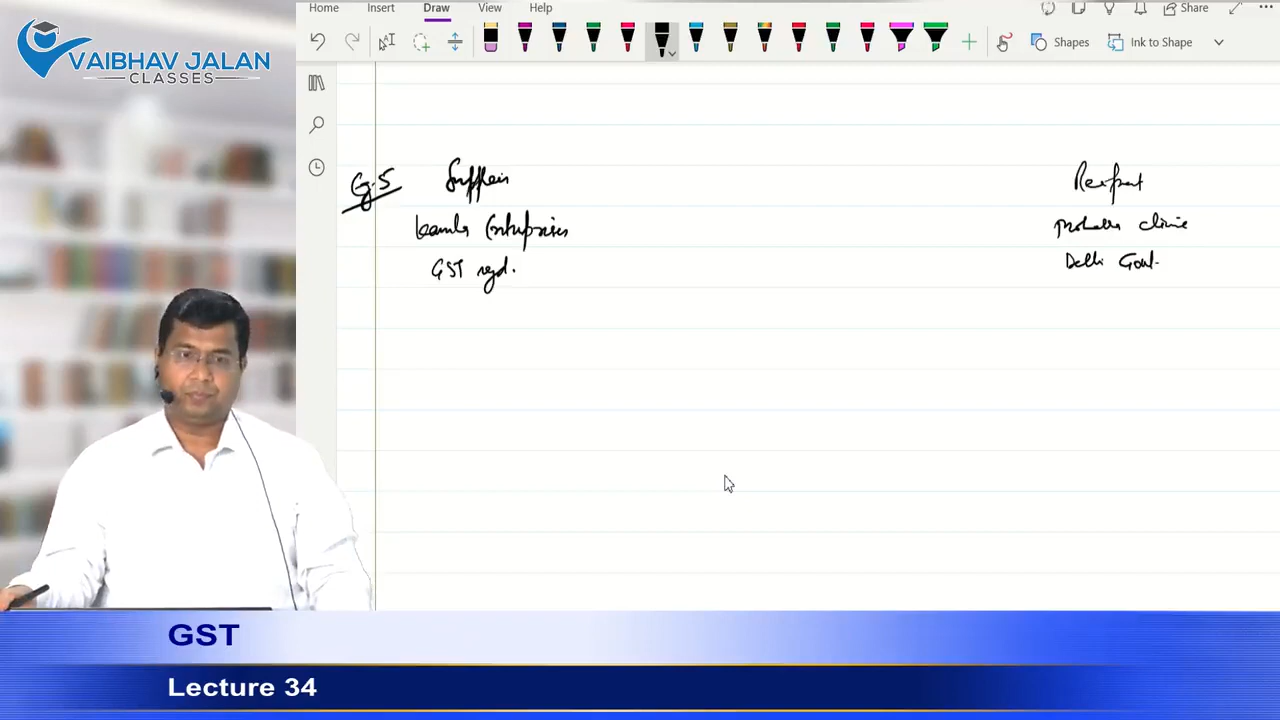 VAIBHAV JALAN
CLASSES
Home Insert Draw View Help
Share
Shapes
Ink to Shape
Supplier
Recipient
Enterprises
Mohalla clinic
GST regd.
Delhi Govt.
GST
Lecture 34